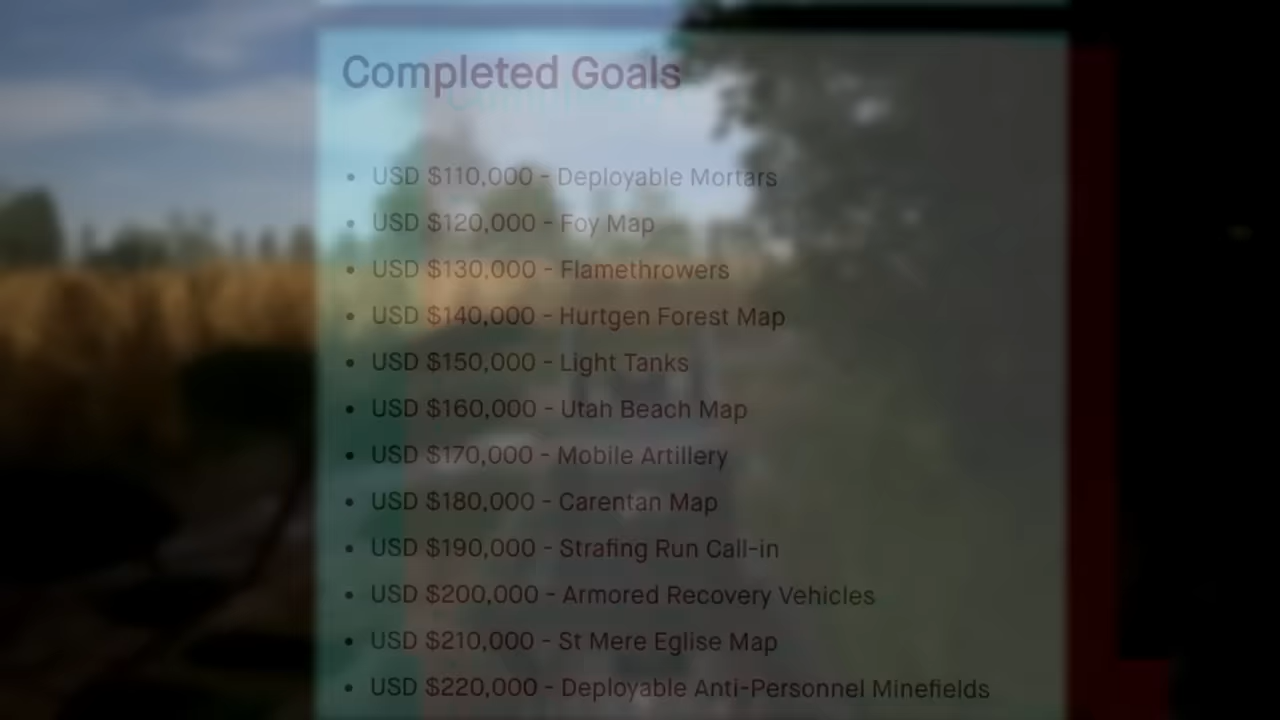 Completed Goals
• USD $110,000 - Deployable Mortars
• USD $120,000 - Foy Map
• USD $130,000 - Flamethrowers
• USD $140,000 - Hurtgen Forest Map
• USD $150,000 - Light Tanks
• USD $160,000 - Utah Beach Map
• USD $170,000 - Mobile Artillery
• USD $180,000 - Carentan Map
• USD $190,000 - Strafing Run Call-in
• USD $200,000 - Armored Recovery Vehicles
• USD $210,000 - St Mere Eglise Map
• USD $220,000 - Deployable Anti-Personnel Minefields